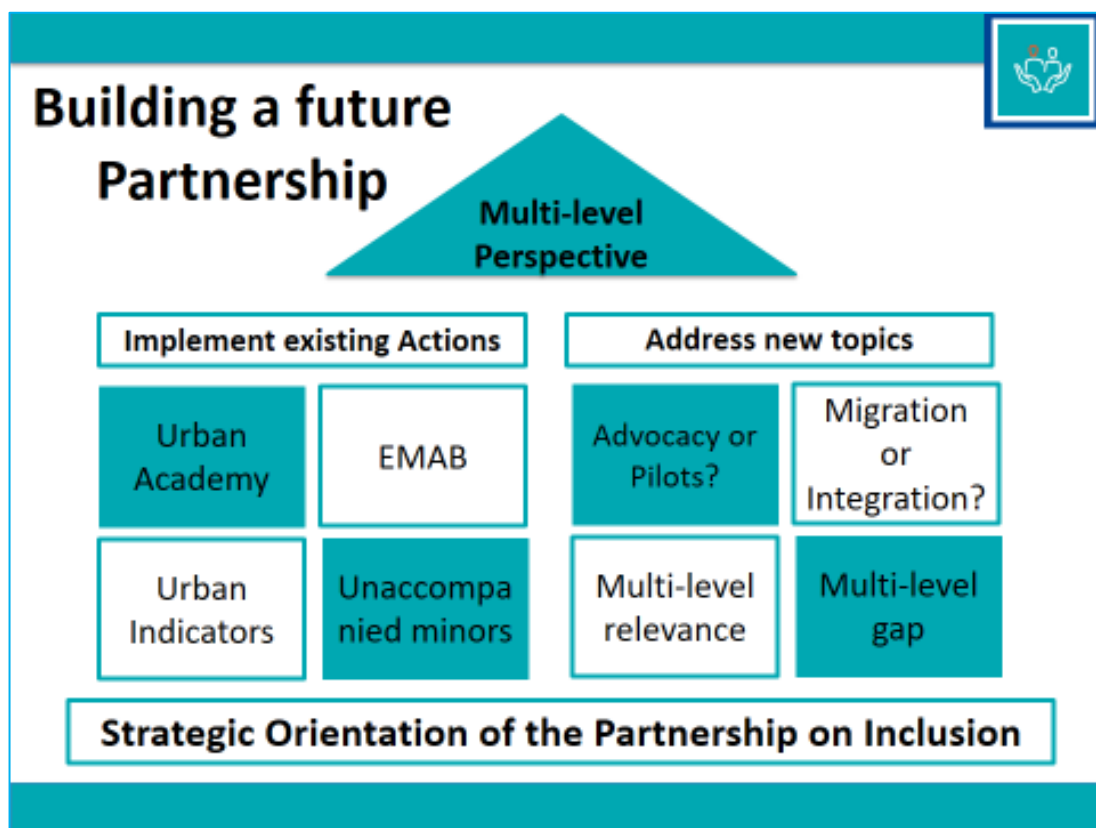 Building a future
Partnership
Multi-level
Perspective
Implement existing Actions
Address new topics
Urban
Academy
EMAB
Advocacy or
Pilots?
Migration
or
Integration?
Urban
Indicators
Unaccompa
nied minors
Multi-level
relevance
Multi-level
gap
Strategic Orientation of the Partnership on Inclusion